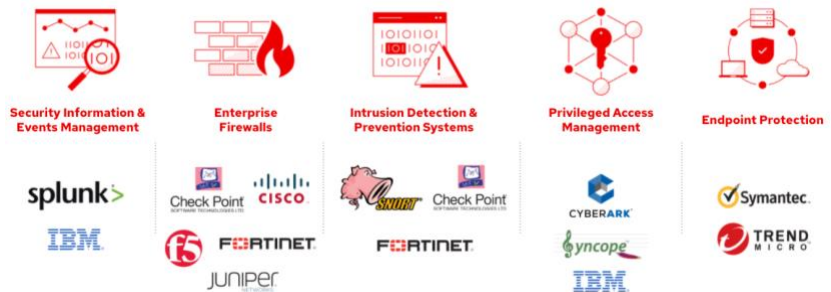 Security Information &
Events Management
Enterprise
Firewalls
Intrusion Detection &
Prevention Systems
Privileged Access
Management
Endpoint Protection
splunk>
IBM
Check Point
SOFTWARE TECHNOLOGIES LTD
CISCO
f5
FORTINET
JUNIPER
NETWORKS
SNORT
Check Point
SOFTWARE TECHNOLOGIES LTD
FORTINET
CYBERARK
Syncope
IBM
Symantec.
TREND
MICRO